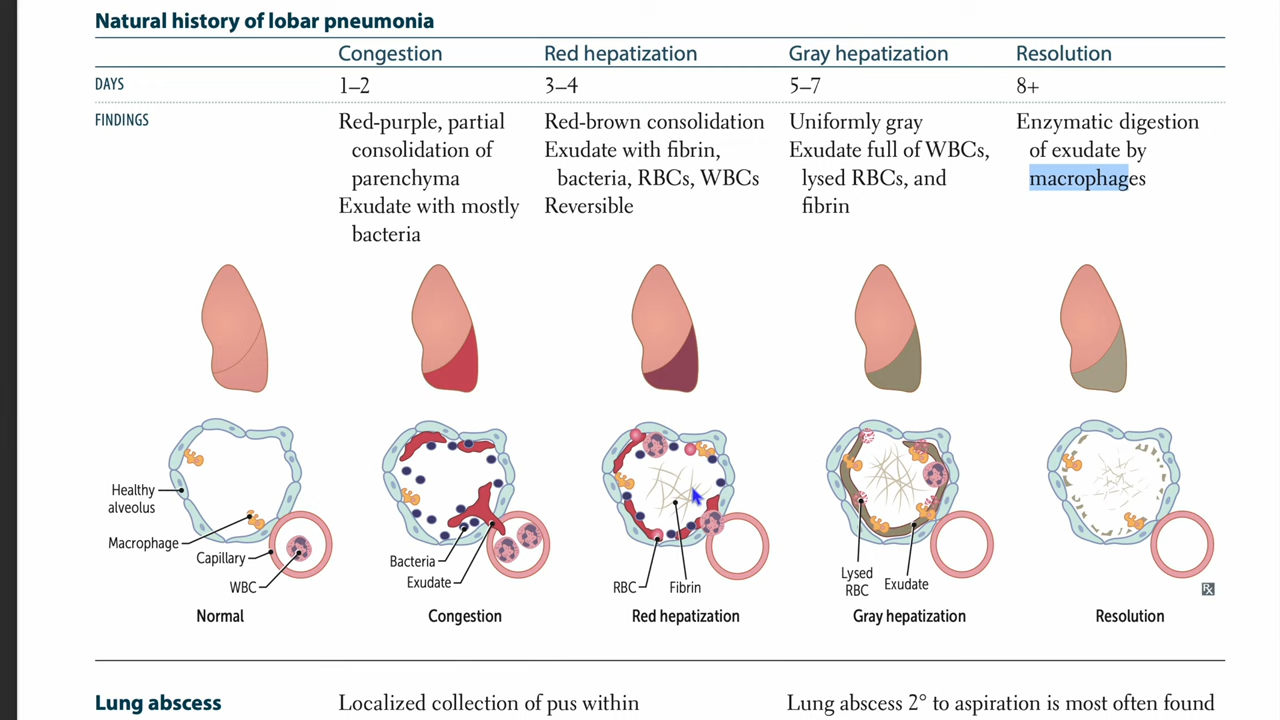 Natural history of lobar pneumonia
Congestion Red hepatization Gray hepatization Resolution
DAYS 1–2 3–4 5–7 8+
FINDINGS Red-purple, partial Red-brown consolidation Uniformly gray Enzymatic digestion
consolidation of Exudate with fibrin, Exudate full of WBCs, of exudate by
parenchyma bacteria, RBCs, WBCs lysed RBCs, and macrophages
Exudate with mostly Reversible fibrin
bacteria
Healthy
alveolus
Macrophage
Capillary
WBC
Bacteria
Exudate
RBC Fibrin
Lysed
RBC
Exudate
Rx
Normal Congestion Red hepatization Gray hepatization Resolution
Lung abscess Localized collection of pus within Lung abscess 2° to aspiration is most often found